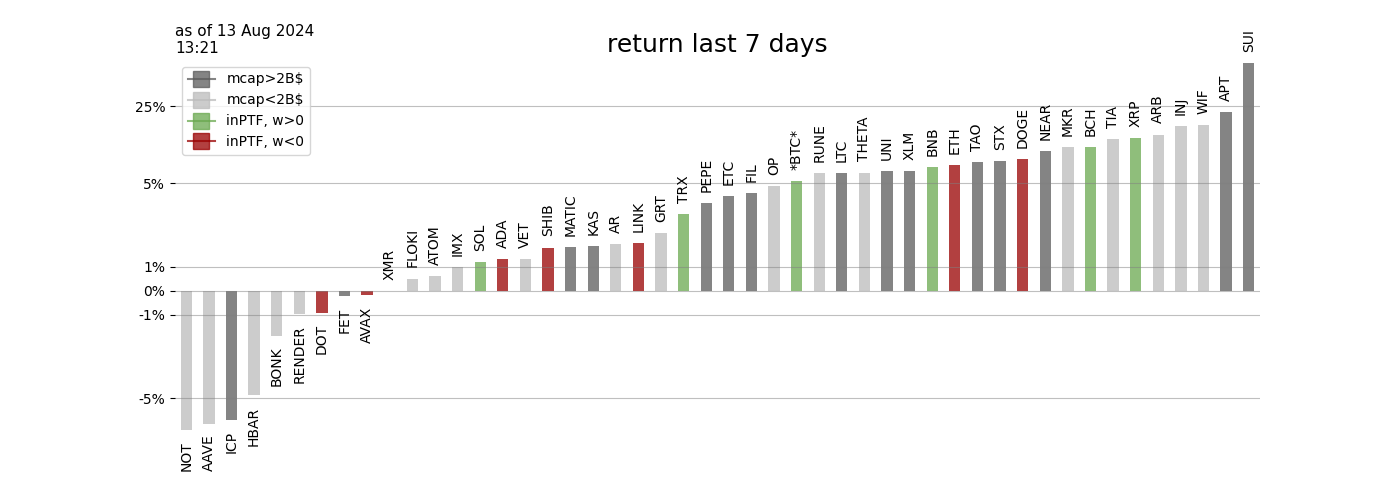 as of 13 Aug 2024
13:21
return last 7 days
mcap>2B$
mcap<2B$
inPTF, w>0
inPTF, w<0
25%
5%
1%
0%
-1%
-5%
NOT
AAVE
ICP
HBAR
BONK
RENDER
DOT
FET
AVAX
XMR
FLOKI
ATOM
IMX
SOL
ADA
VET
SHIB
MATIC
KAS
AR
LINK
GRT
TRX
PEPE
ETC
FIL
OP
*BTC*
RUNE
LTC
THETA
UNI
XLM
BNB
ETH
TAO
STX
DOGE
NEAR
MKR
BCH
TIA
XRP
ARB
INJ
WIF
APT
SUI